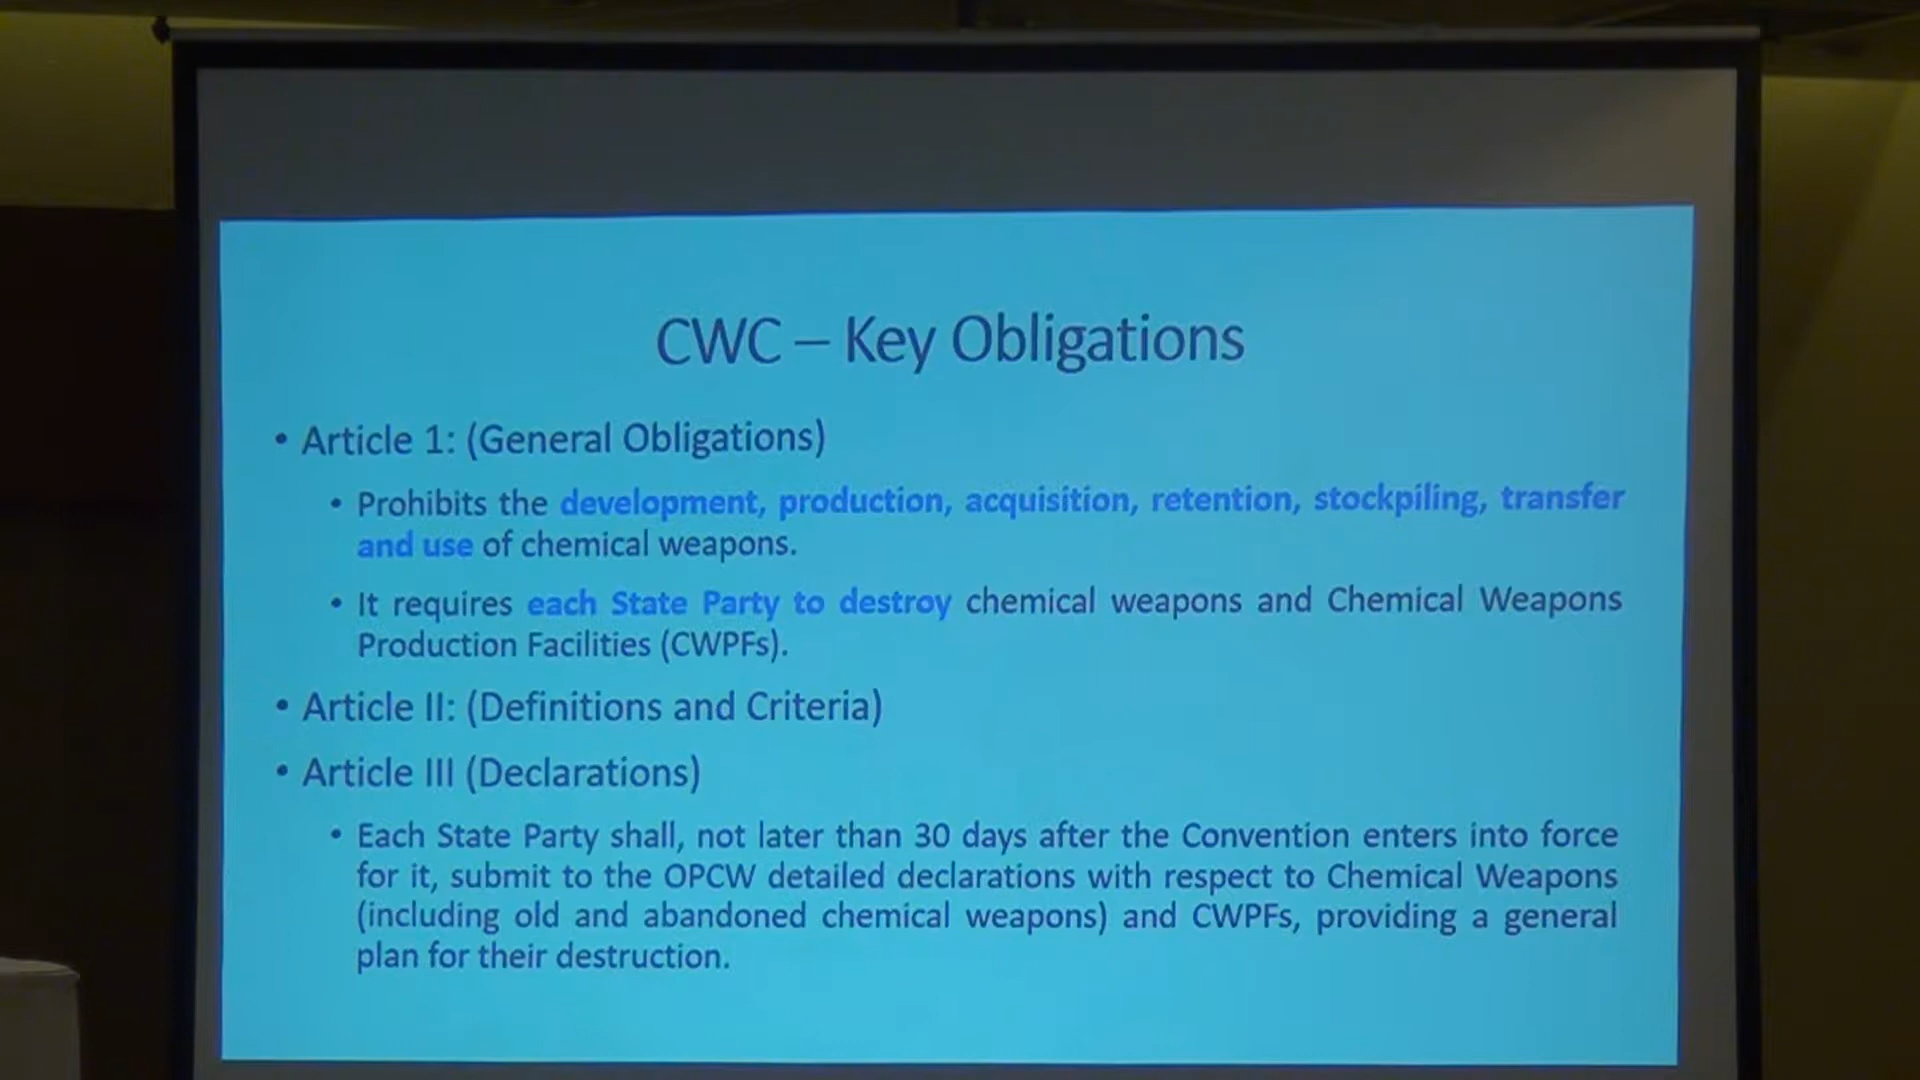 CWC – Key Obligations
• Article 1: (General Obligations)
• Prohibits the development, production, acquisition, retention, stockpiling, transfer
and use of chemical weapons.
• It requires each State Party to destroy chemical weapons and Chemical Weapons
Production Facilities (CWPFs).
• Article II: (Definitions and Criteria)
• Article III (Declarations)
• Each State Party shall, not later than 30 days after the Convention enters into force
for it, submit to the OPCW detailed declarations with respect to Chemical Weapons
(including old and abandoned chemical weapons) and CWPFs, providing a general
plan for their destruction.